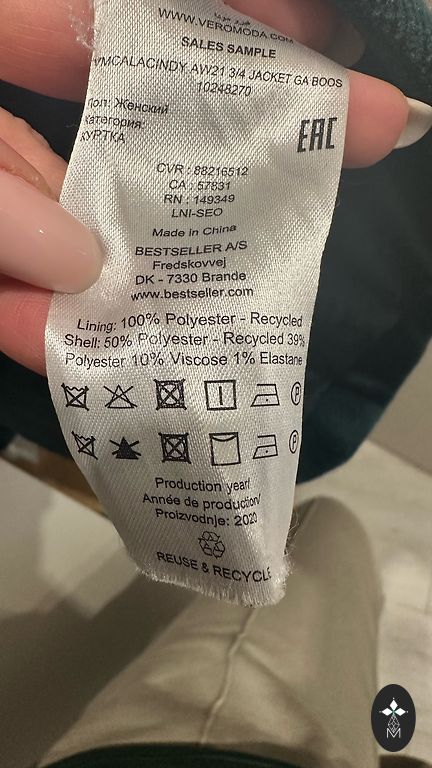 WWW.VEROMODA.COM
SALES SAMPLE
VMCALACINDY AW21 3/4 JACKET GA BOOS
10248270
Пол: Женский
Категория:
КУРТКА
EAC
CVR : 88216512
CA : 57831
RN : 149349
LNI-SEO
Made in China
BESTSELLER A/S
Fredskovvej
DK - 7330 Brande
www.bestseller.com
Lining: 100% Polyester - Recycled
Shell: 50% Polyester - Recycled 39%
Polyester 10% Viscose 1% Elastane
P
P
Production year/
Année de production/
Proizvodnje: 2020
REUSE & RECYCLE